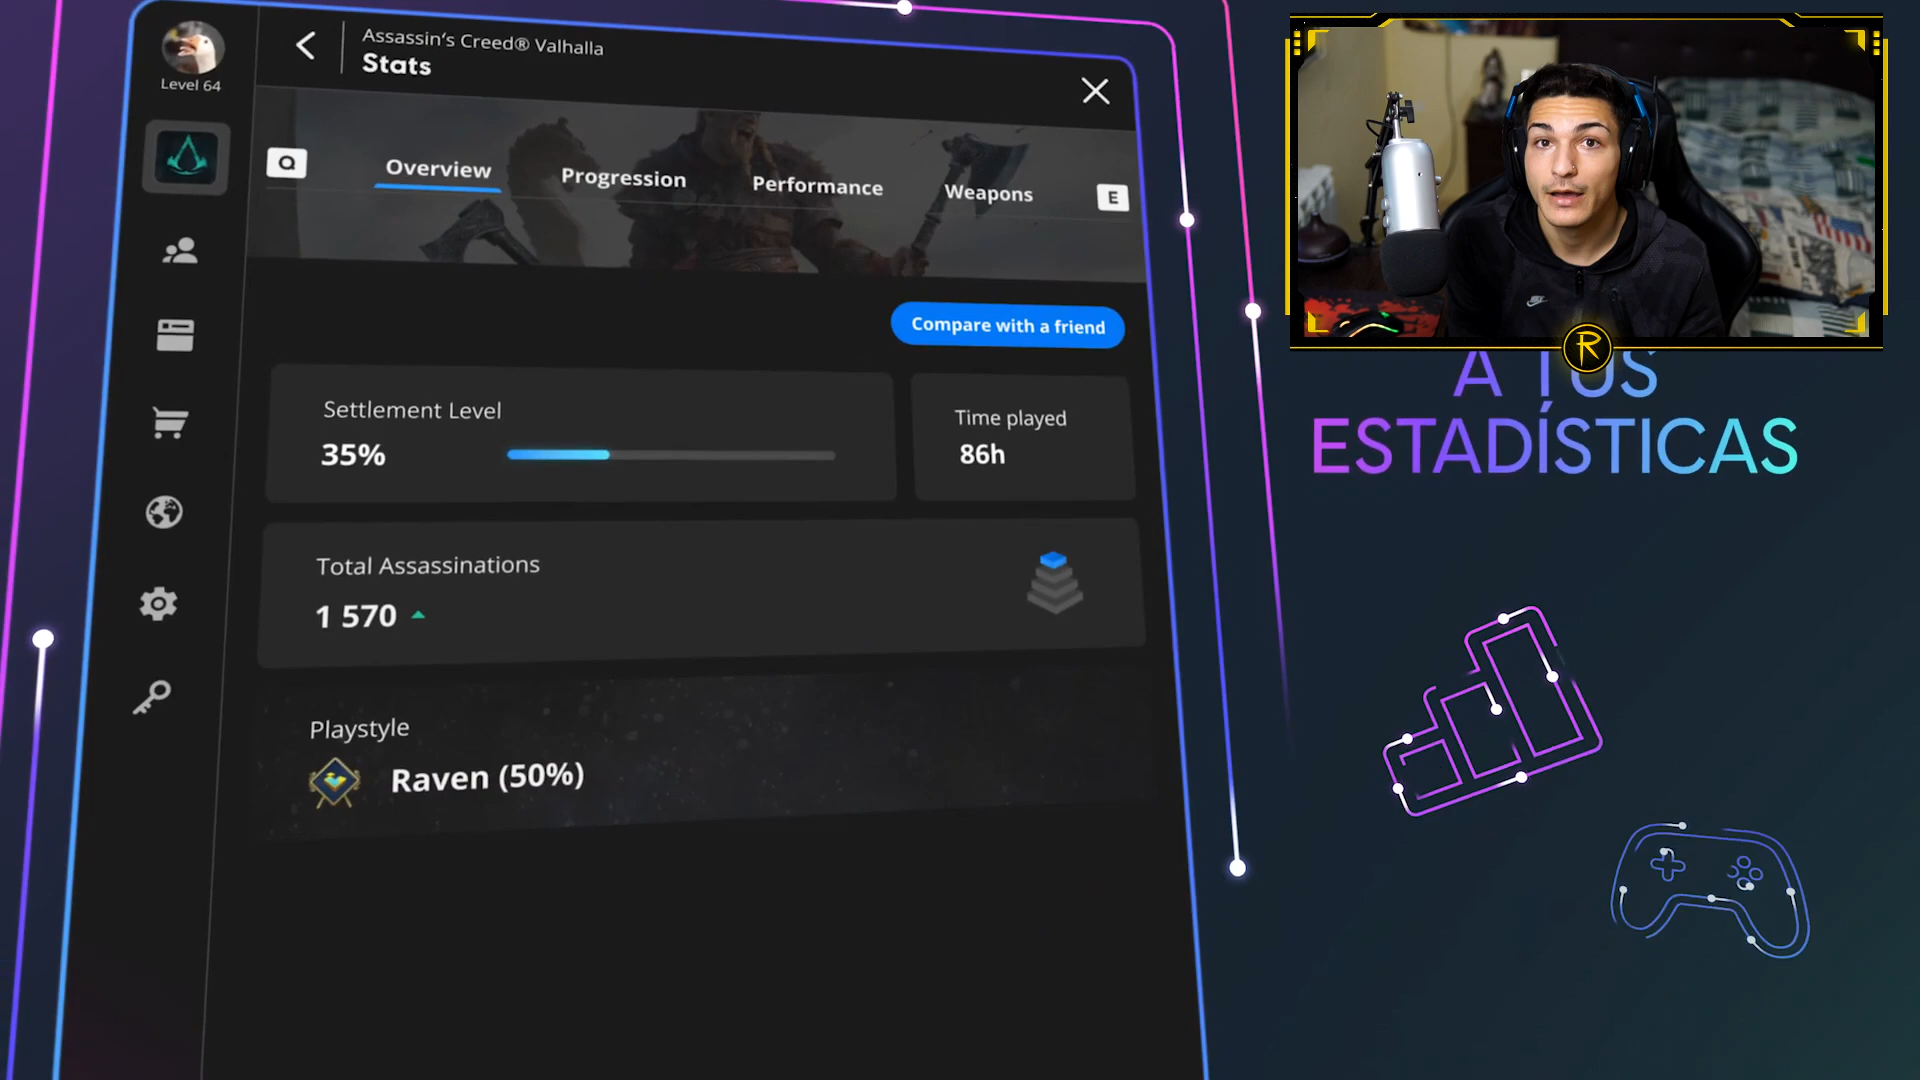 Level 64
Assassin's Creed® Valhalla
Stats
Q
Overview
Progression
Performance
Weapons
E
Compare with a friend
Settlement Level
35%
Time played
86h
Total Assassinations
1 570
Playstyle
Raven (50%)
R
A TUS
ESTADÍSTICAS